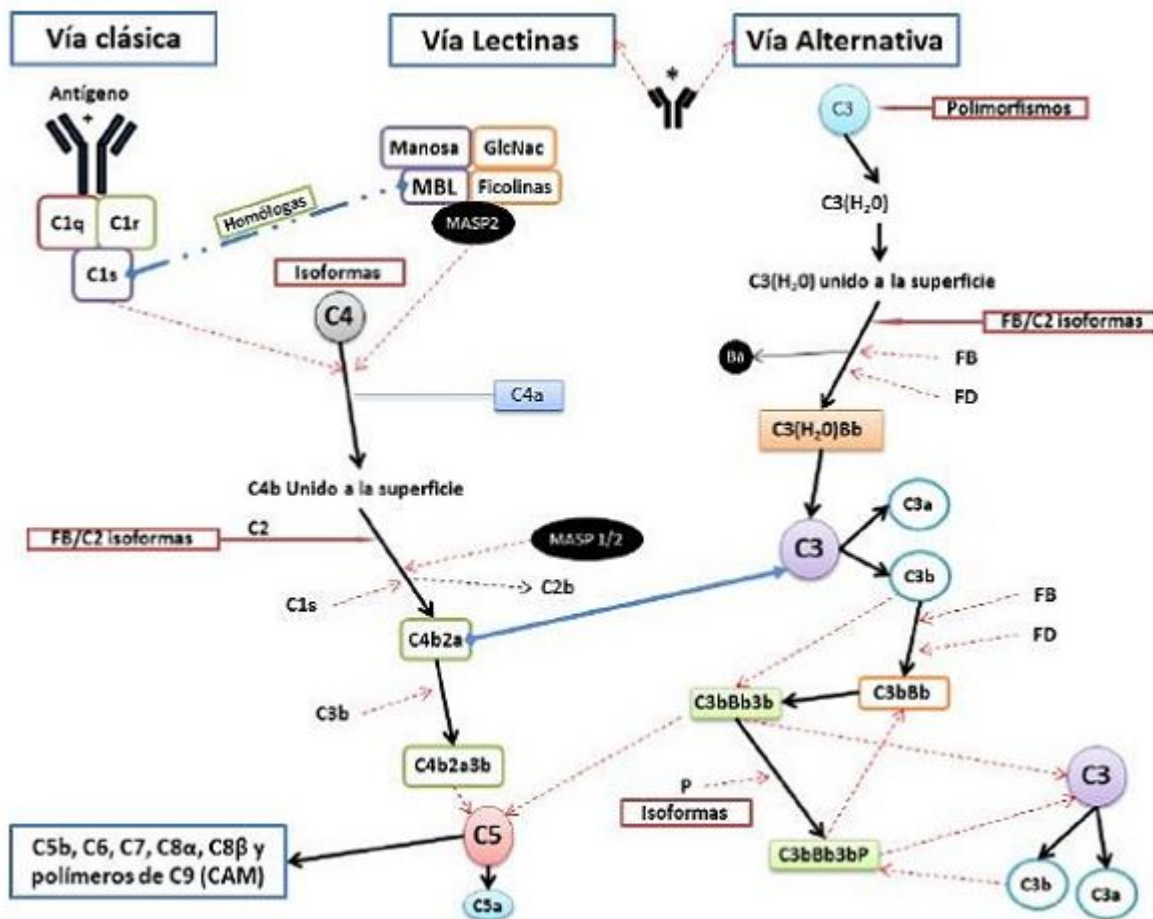 Vía clásica
Vía Lectinas
Vía Alternativa
Antígeno
+
*
C3
Polimorfismos
Manosa
GlcNac
MBL
Ficolinas
MASP2
C1q
C1r
C1s
Homólogas
C3(H₂0)
Isoformas
C4
C3(H₂0) unido a la superficie
FB/C2 isoformas
Ba
FB
FD
C4a
C3(H₂0)Bb
C4b Unido a la superficie
C3a
C3
C3b
FB/C2 isoformas
C2
MASP 1/2
C1s
C2b
FB
FD
C4b2a
C3bBb3b
C3bBb
C3b
C4b2a3b
C3
P
Isoformas
C5
C3bBb3bP
C5b, C6, C7, C8α, C8β y
polímeros de C9 (CAM)
C5a
C3b
C3a